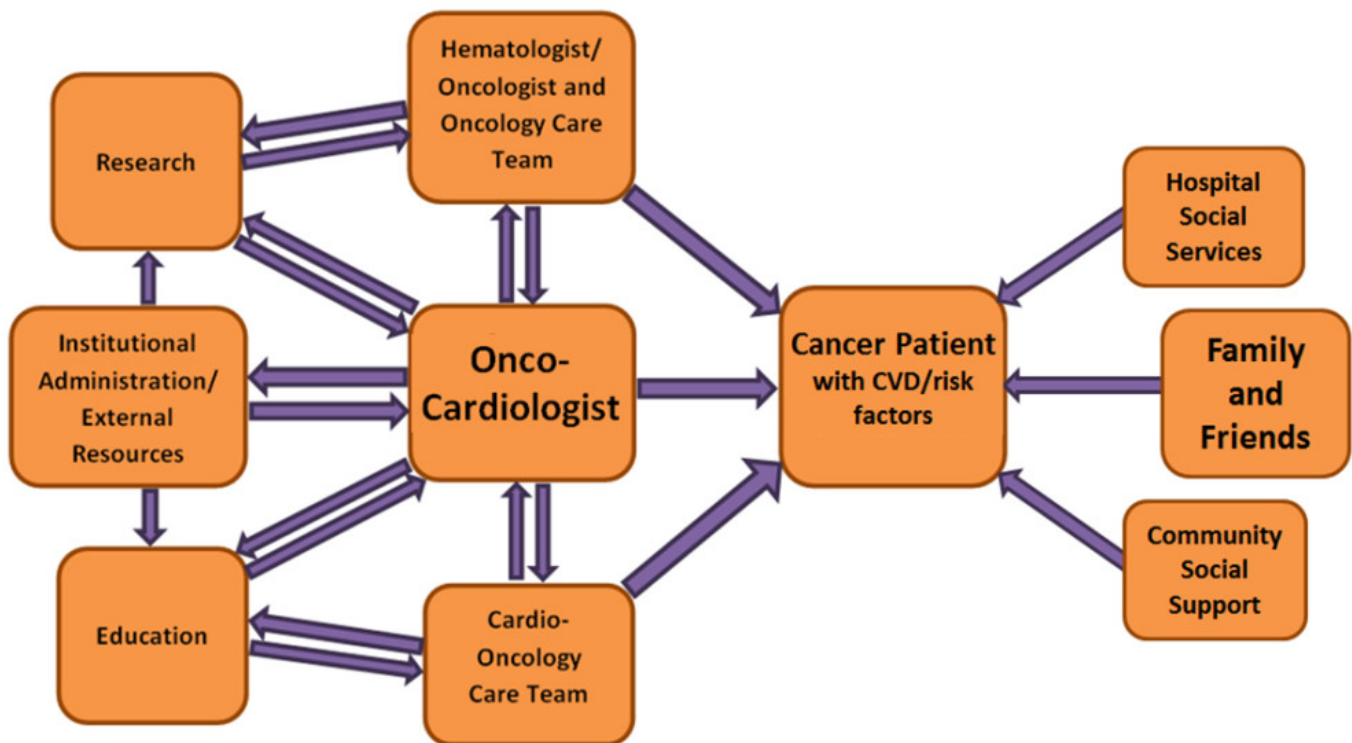 Hematologist/
Oncologist and
Oncology Care
Team
Research
Institutional
Administration/
External
Resources
Onco-
Cardiologist
Education
Cardio-
Oncology
Care Team
Cancer Patient
with CVD/risk
factors
Hospital
Social
Services
Family
and
Friends
Community
Social
Support